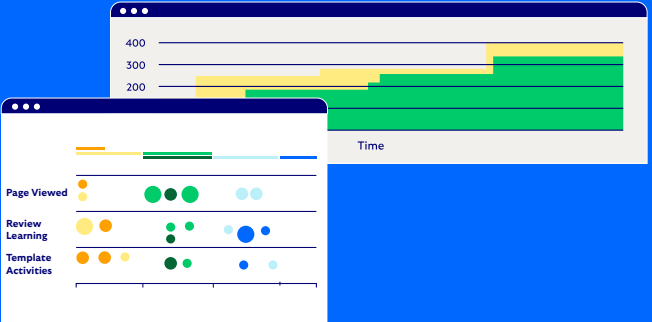 400
300
200
Time
Page Viewed
Review
Learning
Template
Activities